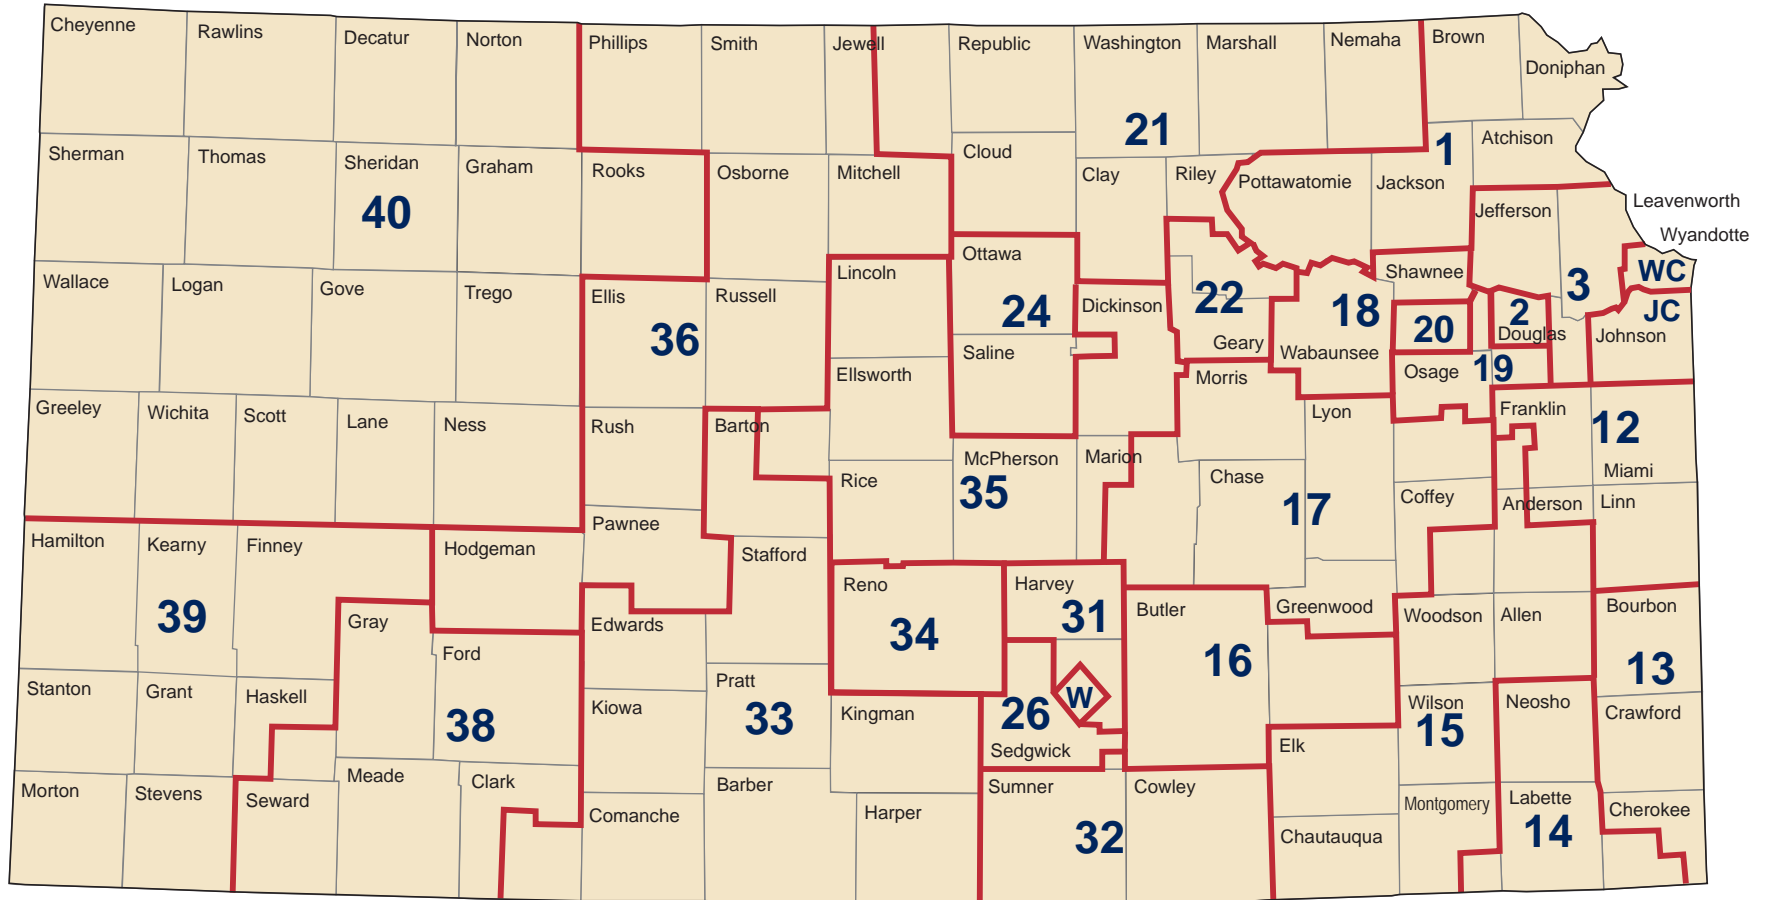 Cheyenne
Rawlins
Decatur
Norton
Phillips
Smith
Jewell
Republic
Washington
Marshall
Nemaha
Brown
Doniphan
21
1
Atchison
Sherman
Thomas
Sheridan
Graham
Rooks
Osborne
Mitchell
Cloud
Clay
Riley
Pottawatomie
Jackson
40
Jefferson
Leavenworth
Wyandotte
Wallace
Logan
Gove
Trego
Ellis
Russell
Lincoln
Ottawa
Dickinson
Shawnee
WC
3
22
18
24
2
JC
36
20
Douglas
Johnson
Geary
Wabaunsee
Saline
Ellsworth
Morris
Osage
19
Greeley
Wichita
Scott
Lane
Ness
Rush
Barton
Lyon
Franklin
12
McPherson
Marion
Miami
35
Rice
Chase
17
Coffey
Anderson
Linn
Pawnee
Hamilton
Kearny
Finney
Hodgeman
Stafford
39
Gray
Edwards
Reno
Harvey
31
34
Butler
Greenwood
Woodson
Allen
Bourbon
Ford
16
13
Stanton
Grant
Haskell
38
Kiowa
Pratt
33
Kingman
26
W
Sedgwick
Wilson
15
Neosho
Crawford
Elk
Morton
Stevens
Seward
Meade
Clark
Comanche
Barber
Harper
Sumner
Cowley
32
Chautauqua
Montgomery
Labette
14
Cherokee